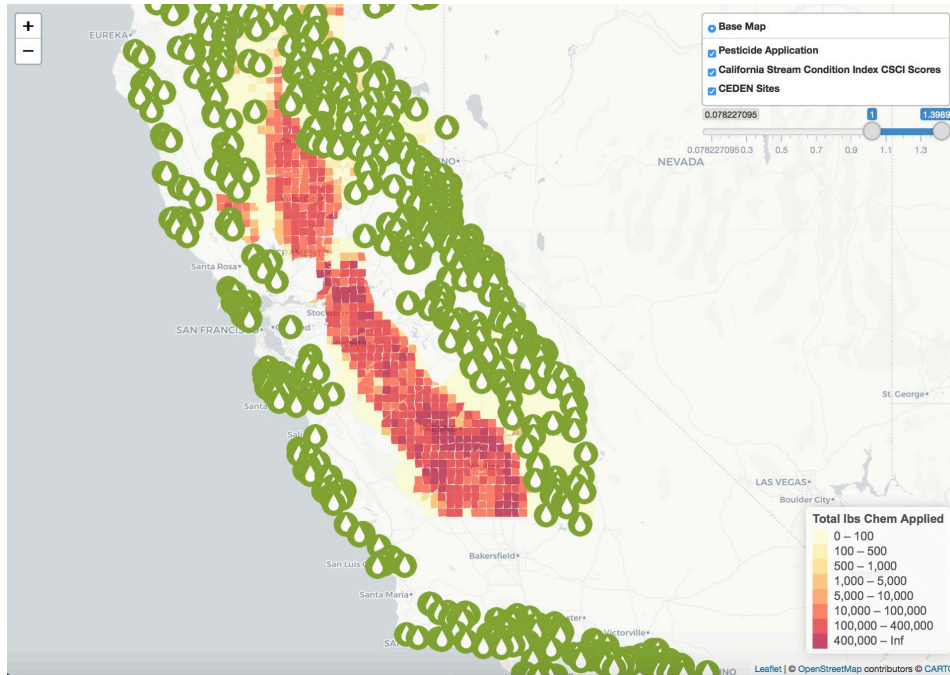 +
−
EUREKA
Base Map
Pesticide Application
California Stream Condition Index CSCI Scores
CEDEN Sites
0.078227095
1
1.3989
0.078227095 0.3 0.5 0.7 0.9 1.1 1.3
NEVADA
Santa Rosa
SAN FRANCISCO
St. George
LAS VEGAS
Boulder City
Bakersfield
San Luis
Santa Maria
Victorville
Total lbs Chem Applied
0 – 100
100 – 500
500 – 1,000
1,000 – 5,000
5,000 – 10,000
10,000 – 100,000
100,000 – 400,000
400,000 – Inf
Leaflet | © OpenStreetMap contributors © CARTO